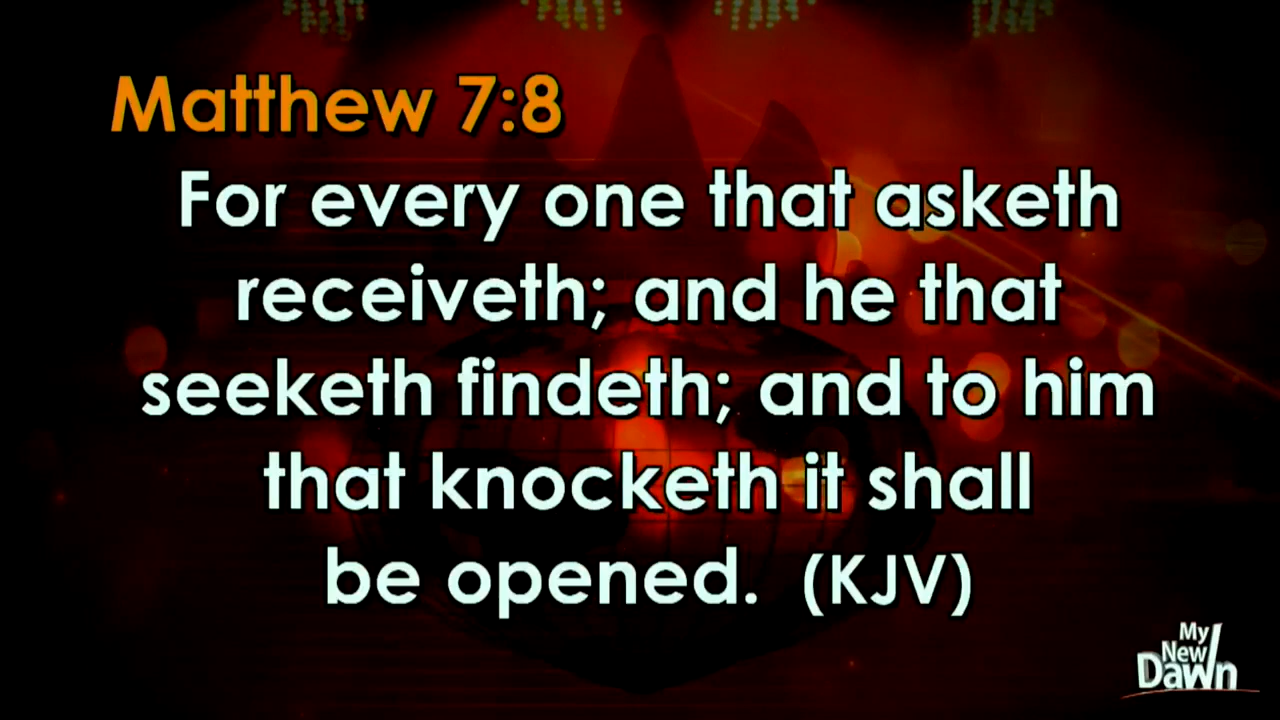 Matthew 7:8
For every one that asketh
receiveth; and he that
seeketh findeth; and to him
that knocketh it shall
be opened. (KJV)
My
New
Dawn